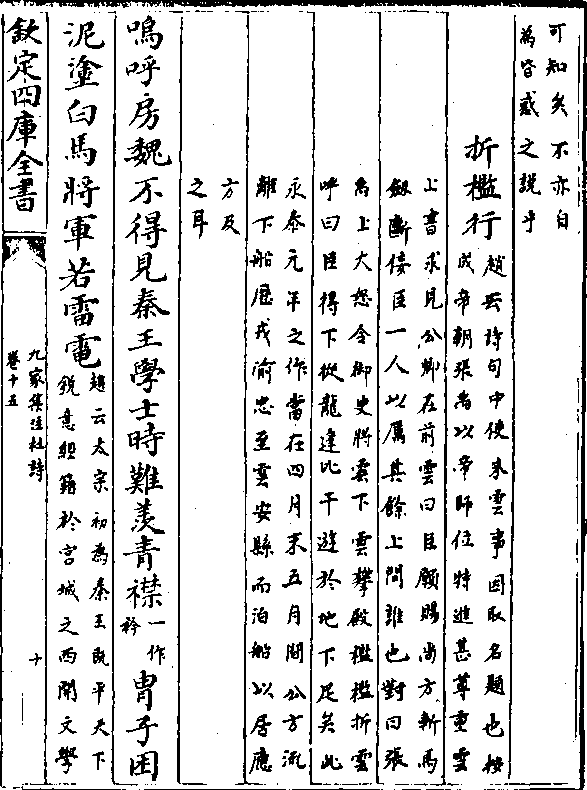 可知矣不亦白
為皆惑之説乎
折檻行
趙云詩句中使朱雲事因取名題也按
成帝朝張禹以帝師位特進甚尊重雲
上書求見公卿在前雲曰臣願賜尚方斬馬
劒斷佞臣一人以厲其餘上問誰也對曰張
禹上大怒令御史將雲下雲攀殿檻檻折雲
呼曰臣得下從龍逢比干遊於地下足矣此
永泰元年之作當在四月末五月間公方流
離下船歷戎渝忠至雲安縣而泊船以居應
方及
之耳
嗚呼房魏不得見秦王學士時難羨青襟一作衿胄子困
泥塗白馬將軍若雷電
趙云太宗初為秦王既平天下
鋭意經籍於宫城之西開文學
欽定四庫全書
九家集注杜詩
卷十五
十